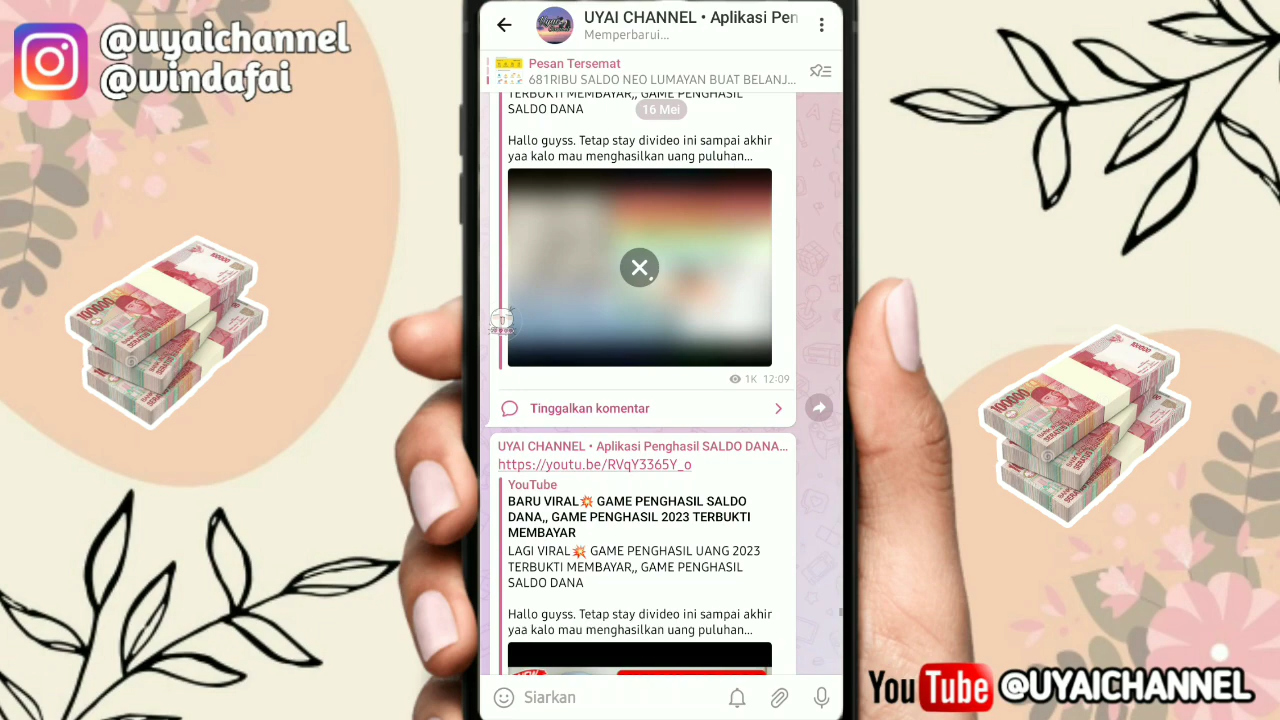 @uyaichannel
@windafai
UYAI CHANNEL • Aplikasi Pen
Memperbarui...
Pesan Tersemat
681RiBU SALDO NEO LUMAYAN BUAT BELANJ...
TERBUKTI MEMBAYAR,, GAME PENGHASIL
SALDO DANA
16 Mei
Hallo guyss. Tetap stay divideo ini sampai akhir
yaa kalo mau menghasilkan uang puluhan...
1K 12:09
Tinggalkan komentar
UYAI CHANNEL • Aplikasi Penghasil SALDO DANA...
https://youtu.be/RVqY3365Y_o
YouTube
BARU VIRAL💥 GAME PENGHASIL SALDO
DANA,, GAME PENGHASIL 2023 TERBUKTI
MEMBAYAR
LAGI VIRAL💥 GAME PENGHASIL UANG 2023
TERBUKTI MEMBAYAR,, GAME PENGHASIL
SALDO DANA
Hallo guyss. Tetap stay divideo ini sampai akhir
yaa kalo mau menghasilkan uang puluhan...
Siarkan
100000
100000
YouTube @UYAICHANNEL